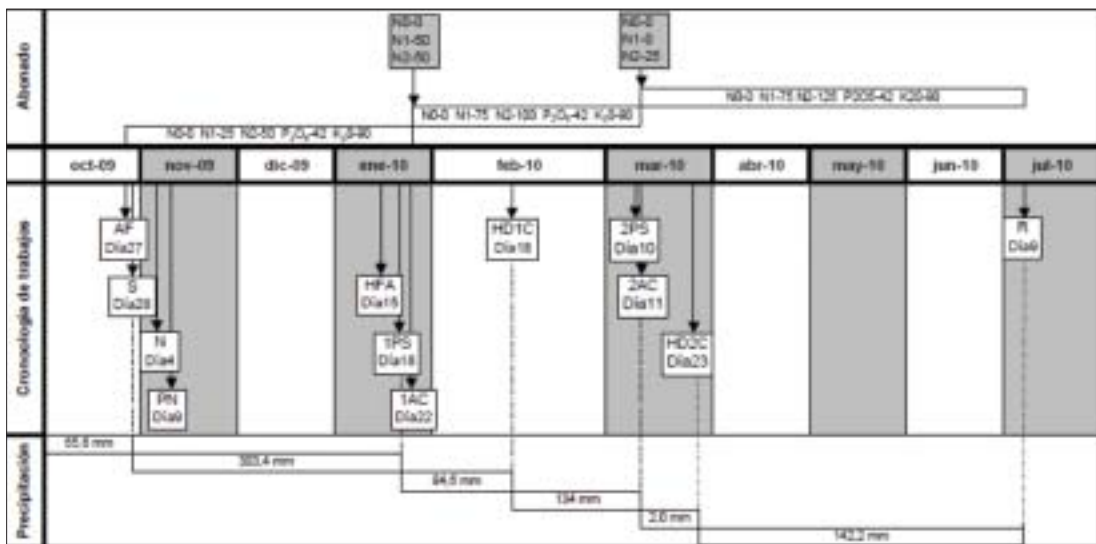 Abonado
N0-0
N1-50
N2-50
N0-0
N1-0
N2-25
N0-0 N1-75 N2-125 P2O5-42 K20-90
N0-0 N1-75 N2-100 P₂O₅-42 K₂0-90
N0-0 N1-25 N2-50 P₂O₅-42 K₂0-90
oct-09 nov-09 dic-09 ene-10 feb-10 mar-10 abr-10 may-10 jun-10 jul-10
Cronología de trabajos
AF
Día27
HD1C
Día18
2PS
Día10
R
Día9
S
Día28
HFA
Día15
2AC
Día11
N
Día4
1PS
Día18
HD2C
Día23
PN
Día9
1AC
Día22
Precipitación
55,6 mm
303,4 mm
94,5 mm
134 mm
2,6 mm
142,2 mm